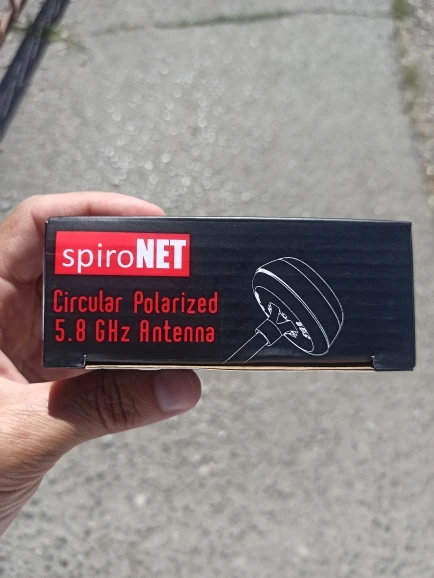 spiroNET
Circular Polarized
5.8 GHz Antenna